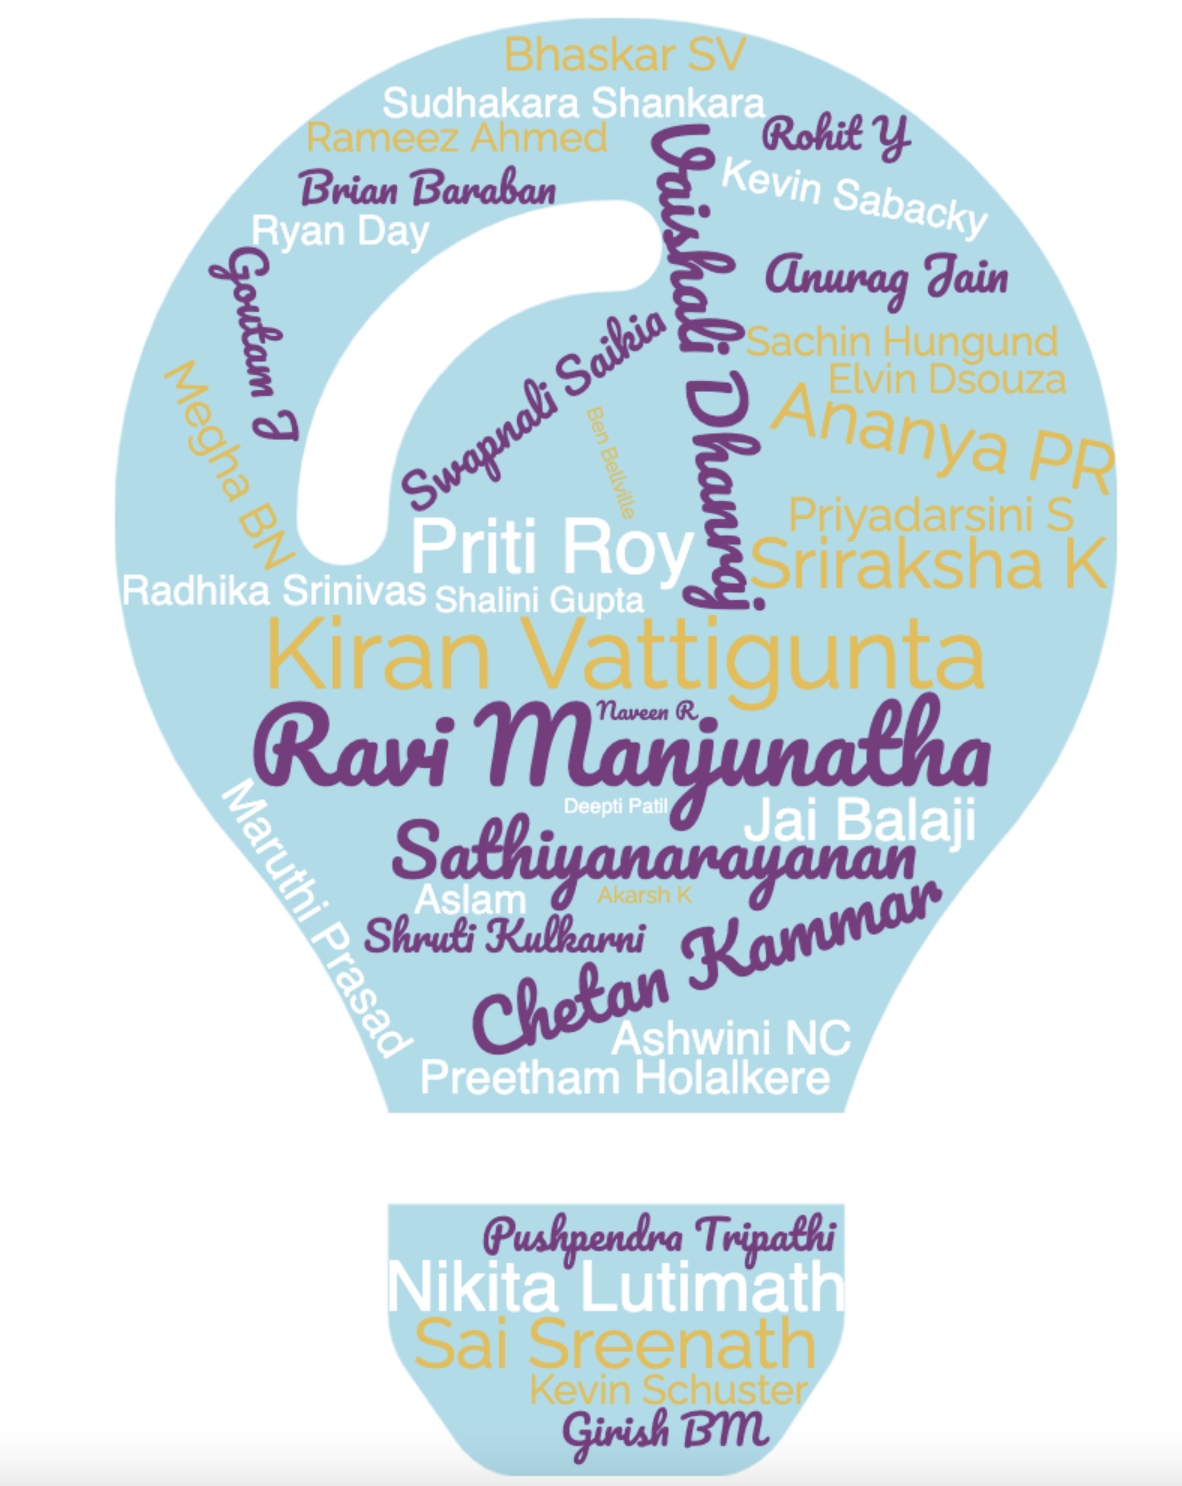 Bhaskar SV
Sudhakara Shankara
Rameez Ahmed
Rohit Y
Vaishali Dhanraj
Brian Baraban
Kevin Sabacky
Ryan Day
Goutam J
Anurag Jain
Swapnali Saikia
Sachin Hungund
Elvin Dsouza
Megha BN
Ananya PR
Ben Bellville
Priyadarsini S
Priti Roy
Sriraksha K
Radhika Srinivas
Shalini Gupta
Kiran Vattigunta
Naveen R
Ravi Manjunatha
Deepti Patil
Jai Balaji
Maruthi Prasad
Sathiyanarayanan
Aslam
Akarsh K
Shruti Kulkarni
Chetan Kammar
Ashwini NC
Preetham Holalkere
Pushpendra Tripathi
Nikita Lutimath
Sai Sreenath
Kevin Schuster
Girish BM